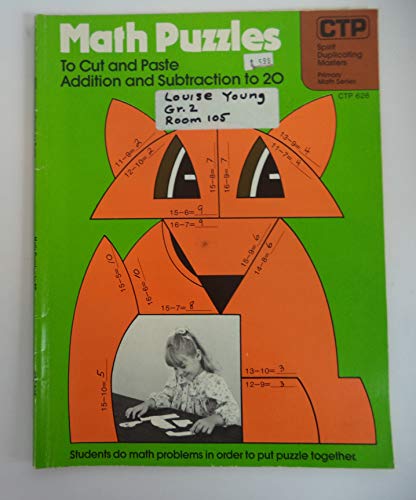 Math Puzzles
To Cut and Paste
Addition and Subtraction to 20
CTP
Spirit
Duplicating
Masters
Primary
Math Series
CTP 628
Louise Young
Gr. 2
Room 105
11-9= 2
12-10= 2
15-8= 7
16-9= 7
13-9= 4
11-7= 4
15-6= 9
16-7= 9
15-9= 6
14-8= 6
15-5= 10
16-6= 10
15-7= 8
15-10= 5
13-10= 3
12-9= 3
Students do math problems in order to put puzzle together.